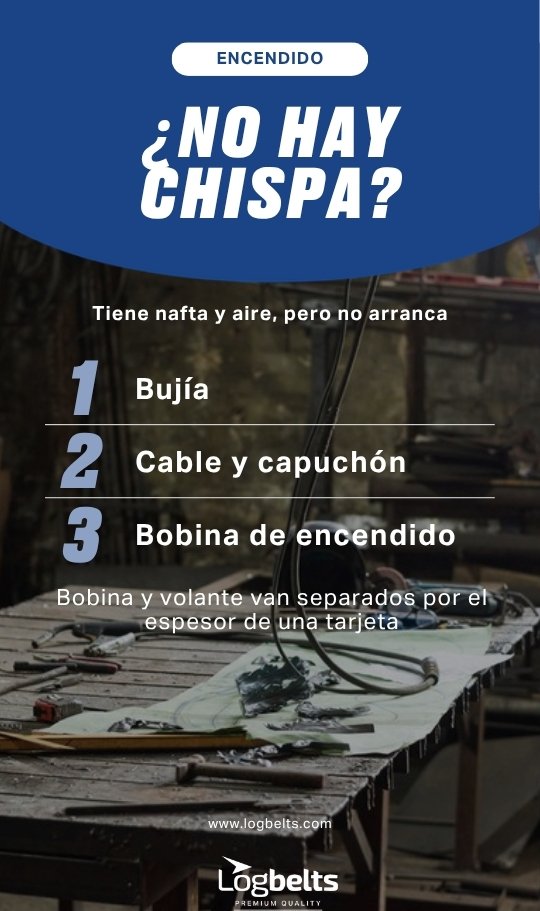 ENCENDIDO
¿NO HAY
CHISPA?
Tiene nafta y aire, pero no arranca
1 Bujía
2 Cable y capuchón
3 Bobina de encendido
Bobina y volante van separados por el
espesor de una tarjeta
www.logbelts.com
Logbelts
PREMIUM QUALITY